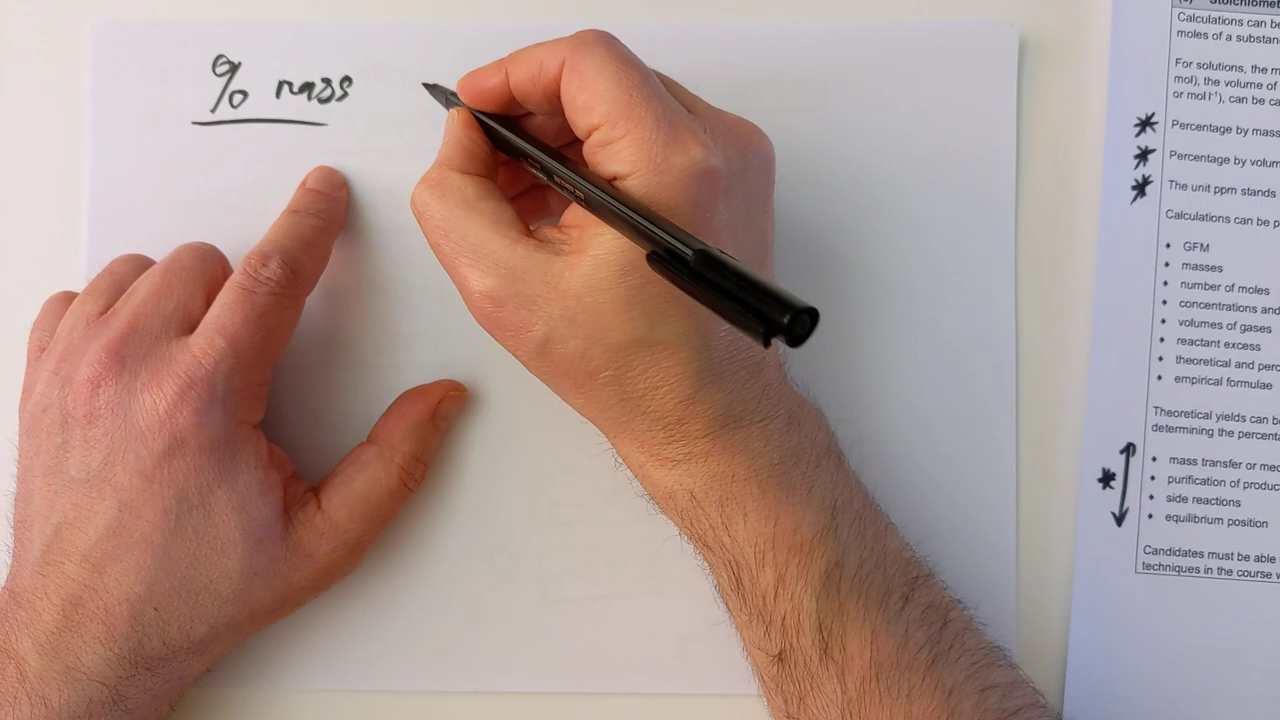 % mass
Calculations can be
moles of a substan
For solutions, the m
mol), the volume of
or mol l⁻¹), can be ca
Percentage by mass
Percentage by volum
The unit ppm stands
Calculations can be p
GFM
masses
number of moles
concentrations and
volumes of gases
reactant excess
theoretical and perc
empirical formulae
Theoretical yields can b
determining the percenta
mass transfer or mec
purification of produc
side reactions
equilibrium position
Candidates must be able
techniques in the course w